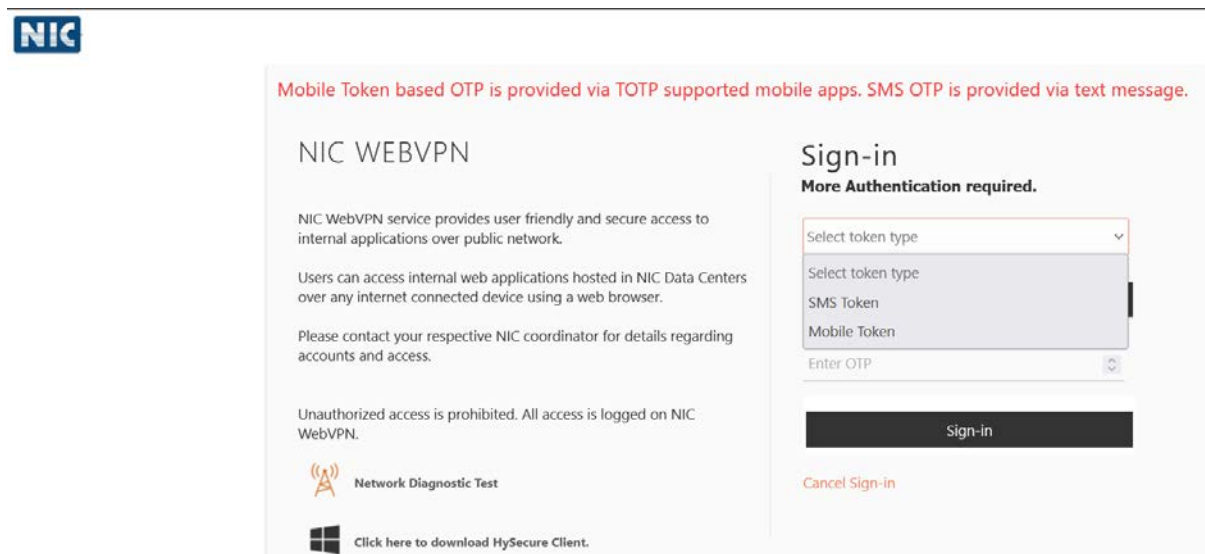 NIC
Mobile Token based OTP is provided via TOTP supported mobile apps. SMS OTP is provided via text message.
NIC WEBVPN
NIC WebVPN service provides user friendly and secure access to
internal applications over public network.
Users can access internal web applications hosted in NIC Data Centers
over any internet connected device using a web browser.
Please contact your respective NIC coordinator for details regarding
accounts and access.
Unauthorized access is prohibited. All access is logged on NIC
WebVPN.
Network Diagnostic Test
Click here to download HySecure Client.
Sign-in
More Authentication required.
Select token type
Select token type
SMS Token
Mobile Token
Enter OTP
Sign-in
Cancel Sign-in